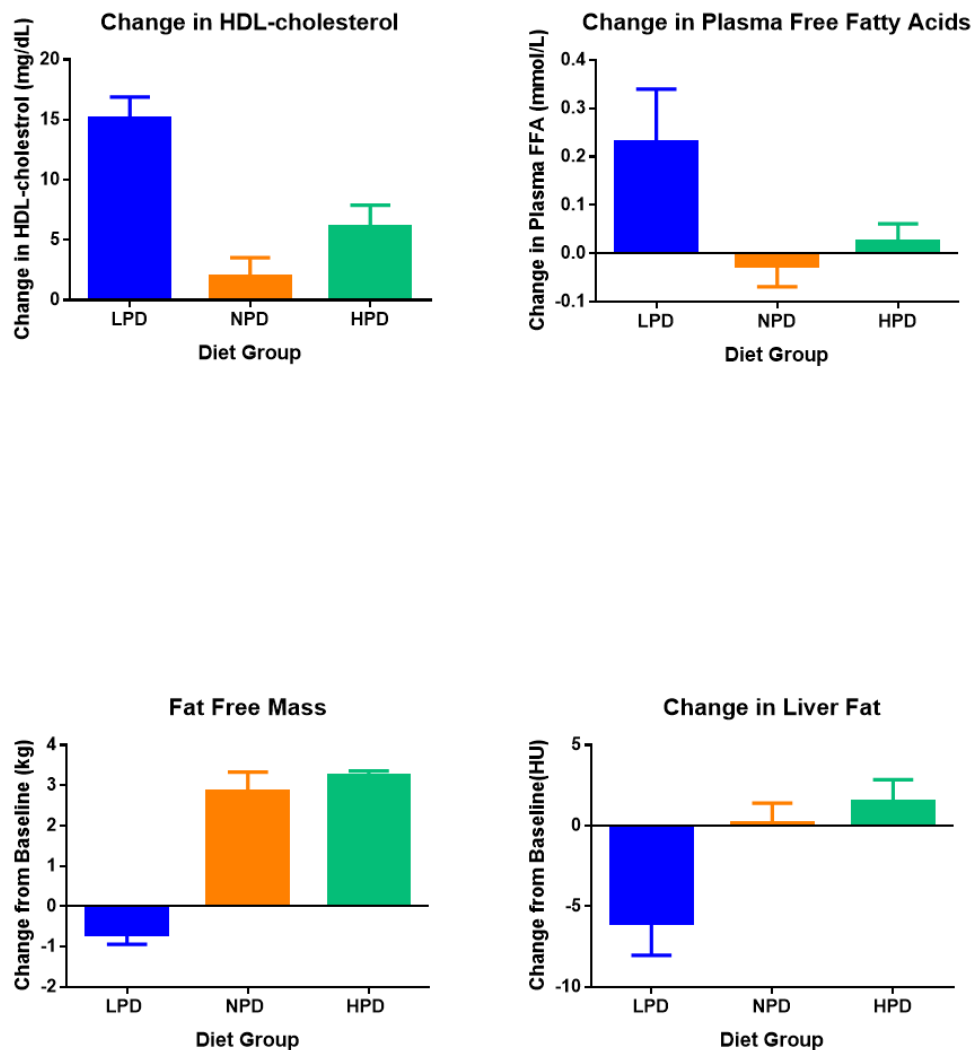 Change in HDL-cholesterol
Change in HDL-cholestrol (mg/dL)
20
15
10
5
0
LPD NPD HPD
Diet Group
Change in Plasma Free Fatty Acids
Change in Plasma FFA (mmol/L)
0.4
0.3
0.2
0.1
0.0
-0.1
LPD NPD HPD
Diet Group
Fat Free Mass
Change from Baseline (kg)
4
3
2
1
0
-1
-2
LPD NPD HPD
Diet Group
Change in Liver Fat
Change from Baseline(HU)
5
0
-5
-10
LPD NPD HPD
Diet Group